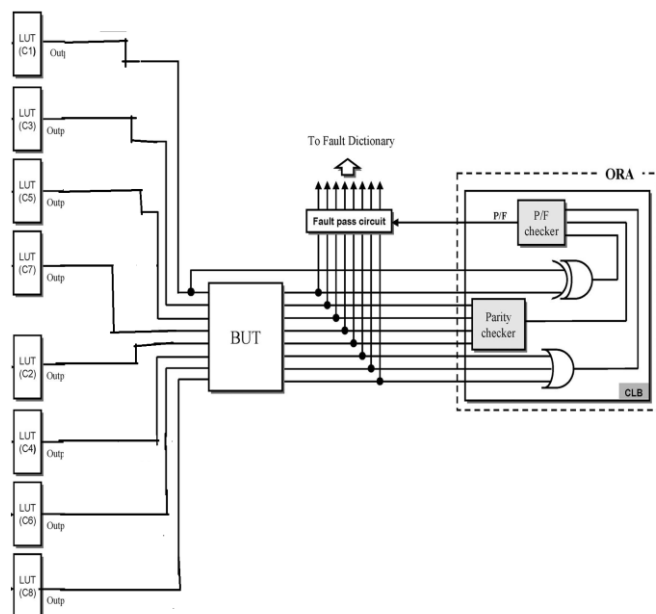 LUT
(C1)
Outp
LUT
(C3)
Outp
LUT
(C5)
Outp
LUT
(C7)
Outp
LUT
(C2)
Outp
LUT
(C4)
Outp
LUT
(C6)
Outp
LUT
(C8)
Outp
To Fault Dictionary
Fault pass circuit
BUT
ORA
P/F
P/F
checker
Parity
checker
CLB